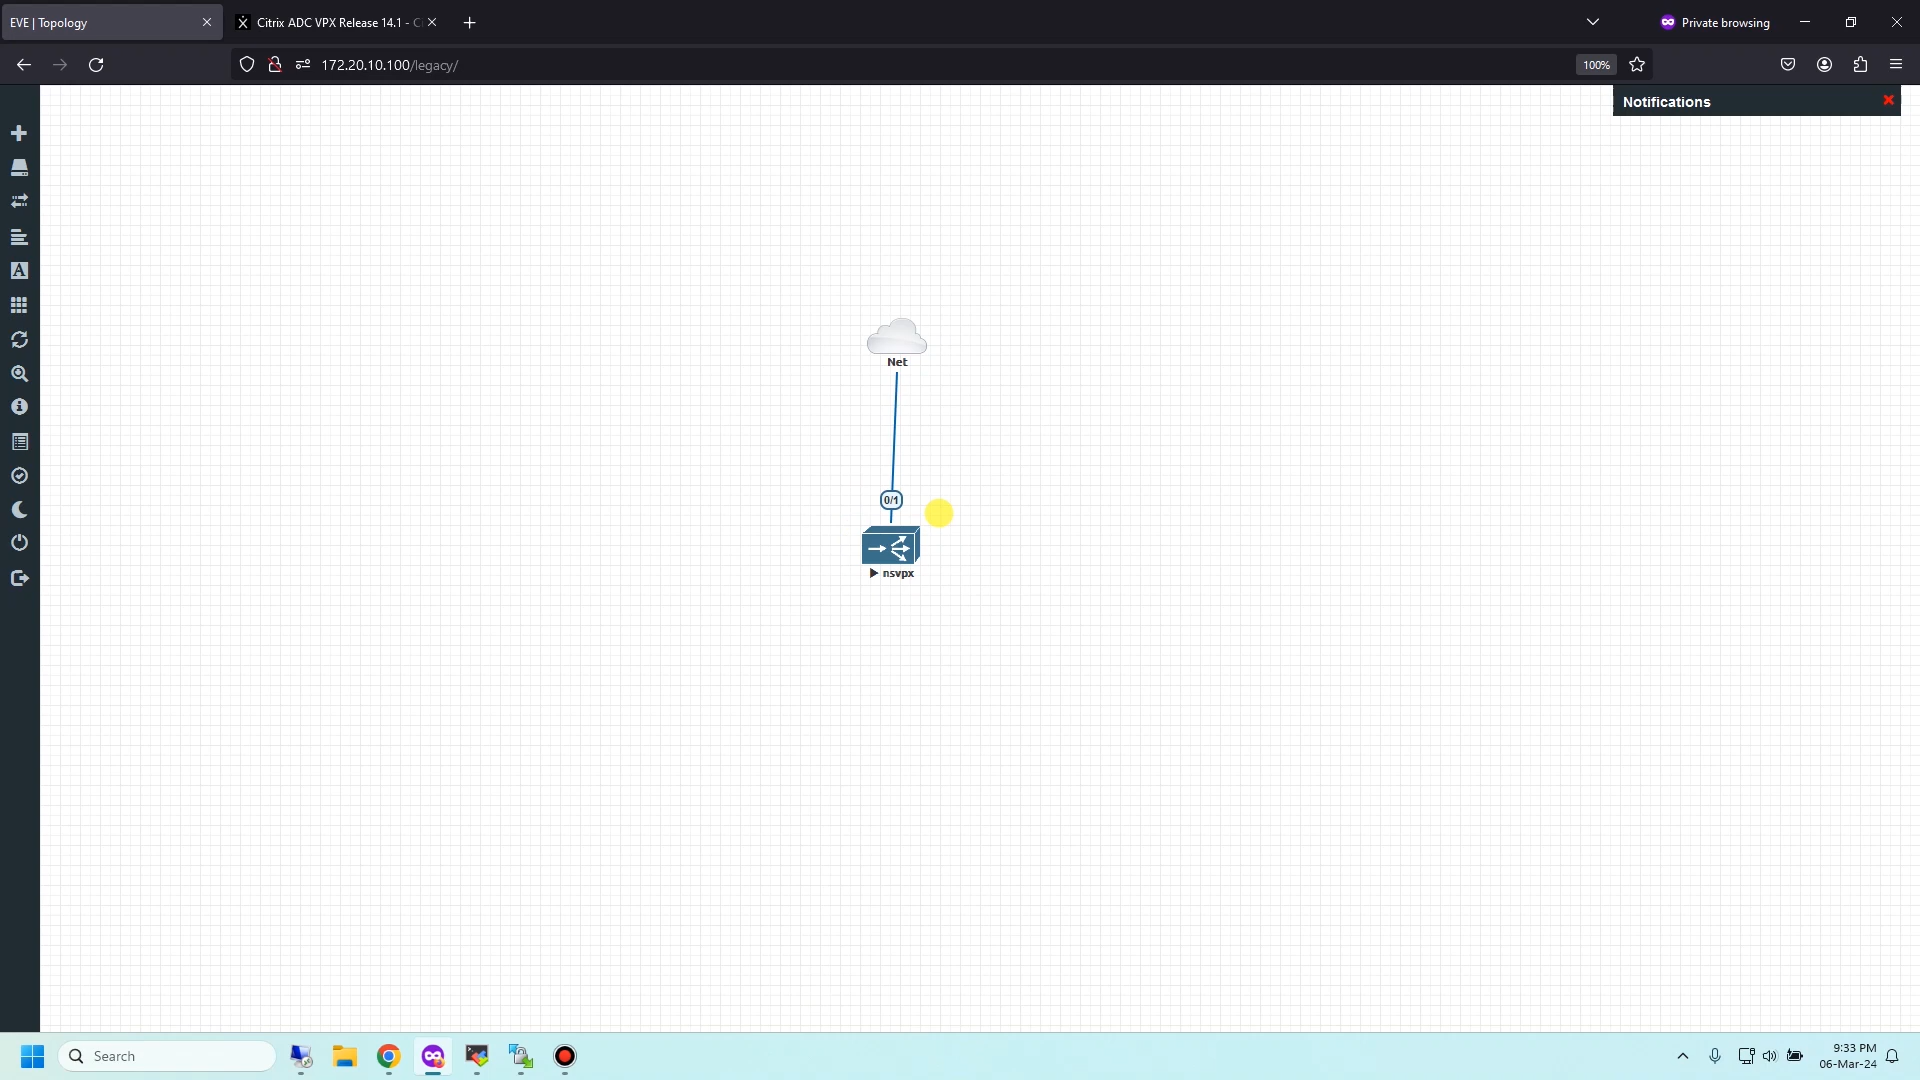 EVE | Topology
Citrix ADC VPX Release 14.1 - C
Private browsing
172.20.10.100/legacy/
100%
Notifications
Net
0/1
nsvpx
Search
9:33 PM
06-Mar-24